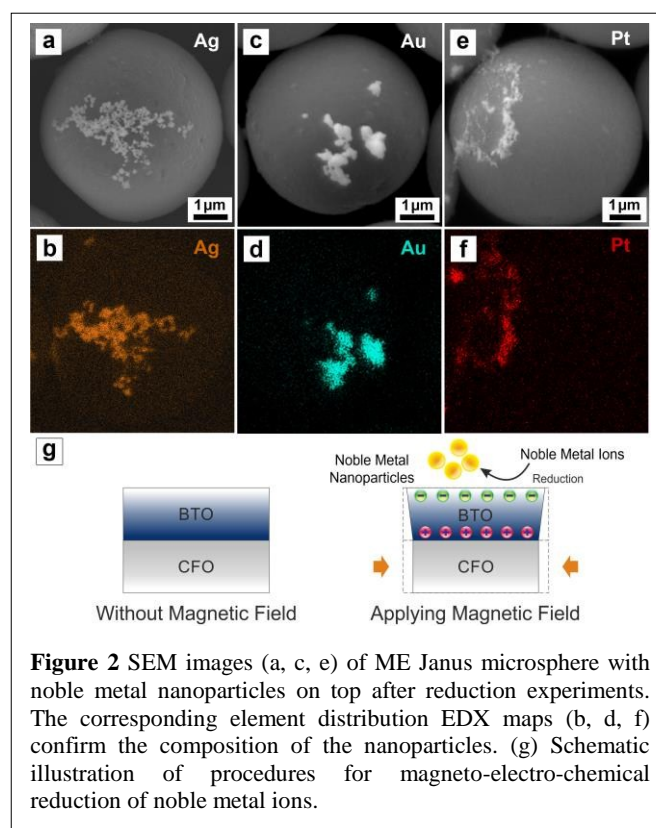 a
Ag
c
Au
e
Pt
1μm
1μm
1μm
b
Ag
d
Au
f
Pt
g
Noble Metal
Nanoparticles
Noble Metal Ions
Reduction
BTO
CFO
BTO
CFO
Without Magnetic Field
Applying Magnetic Field
Figure 2 SEM images (a, c, e) of ME Janus microsphere with
noble metal nanoparticles on top after reduction experiments.
The corresponding element distribution EDX maps (b, d, f)
confirm the composition of the nanoparticles. (g) Schematic
illustration of procedures for magneto-electro-chemical
reduction of noble metal ions.